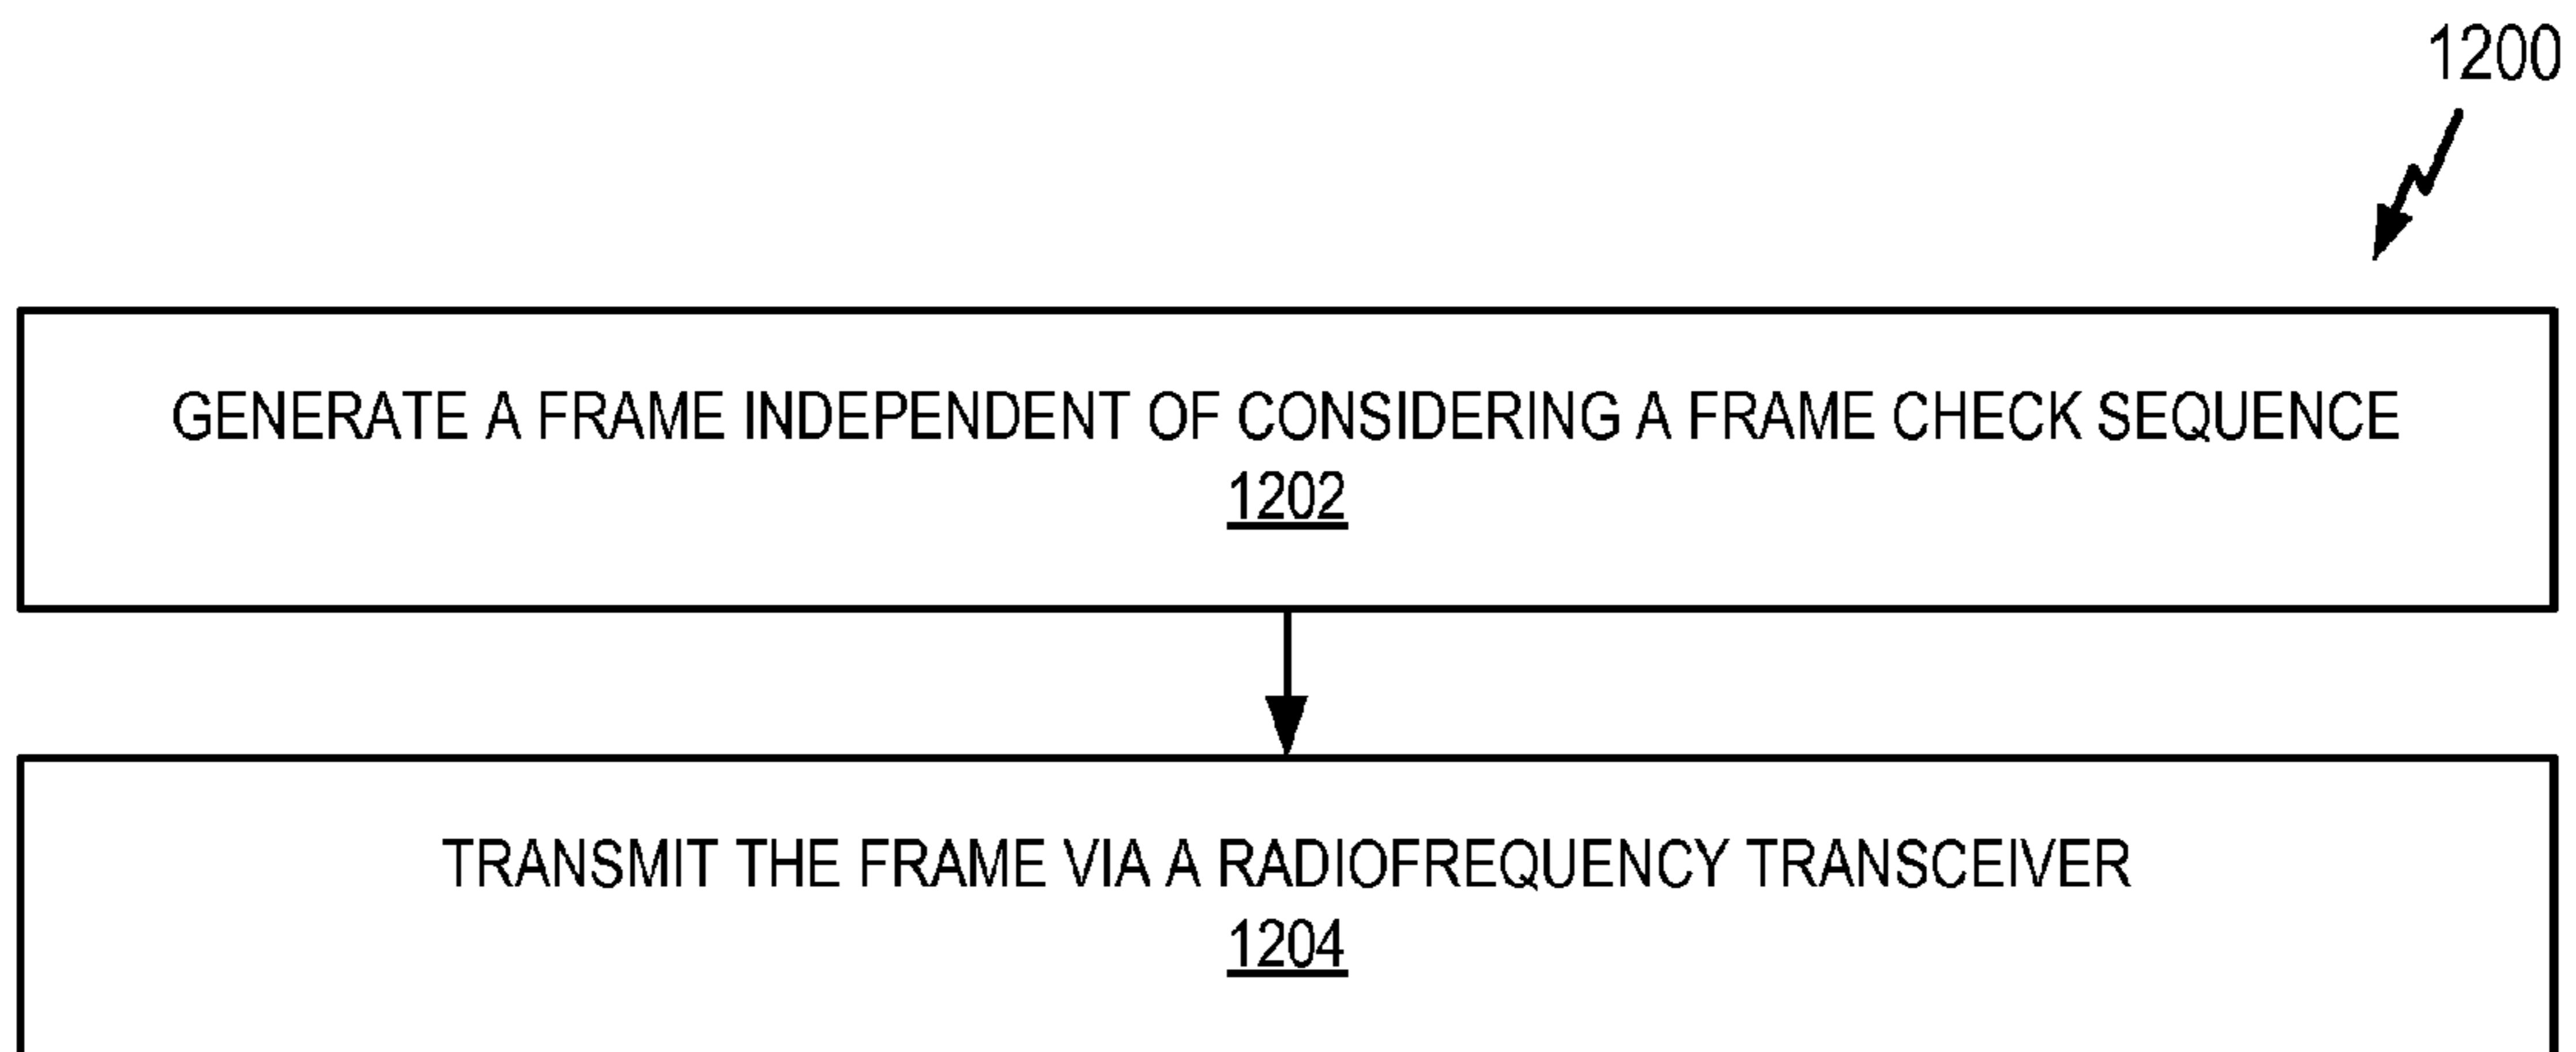 1200
GENERATE A FRAME INDEPENDENT OF CONSIDERING A FRAME CHECK SEQUENCE
1202
TRANSMIT THE FRAME VIA A RADIOFREQUENCY TRANSCEIVER
1204